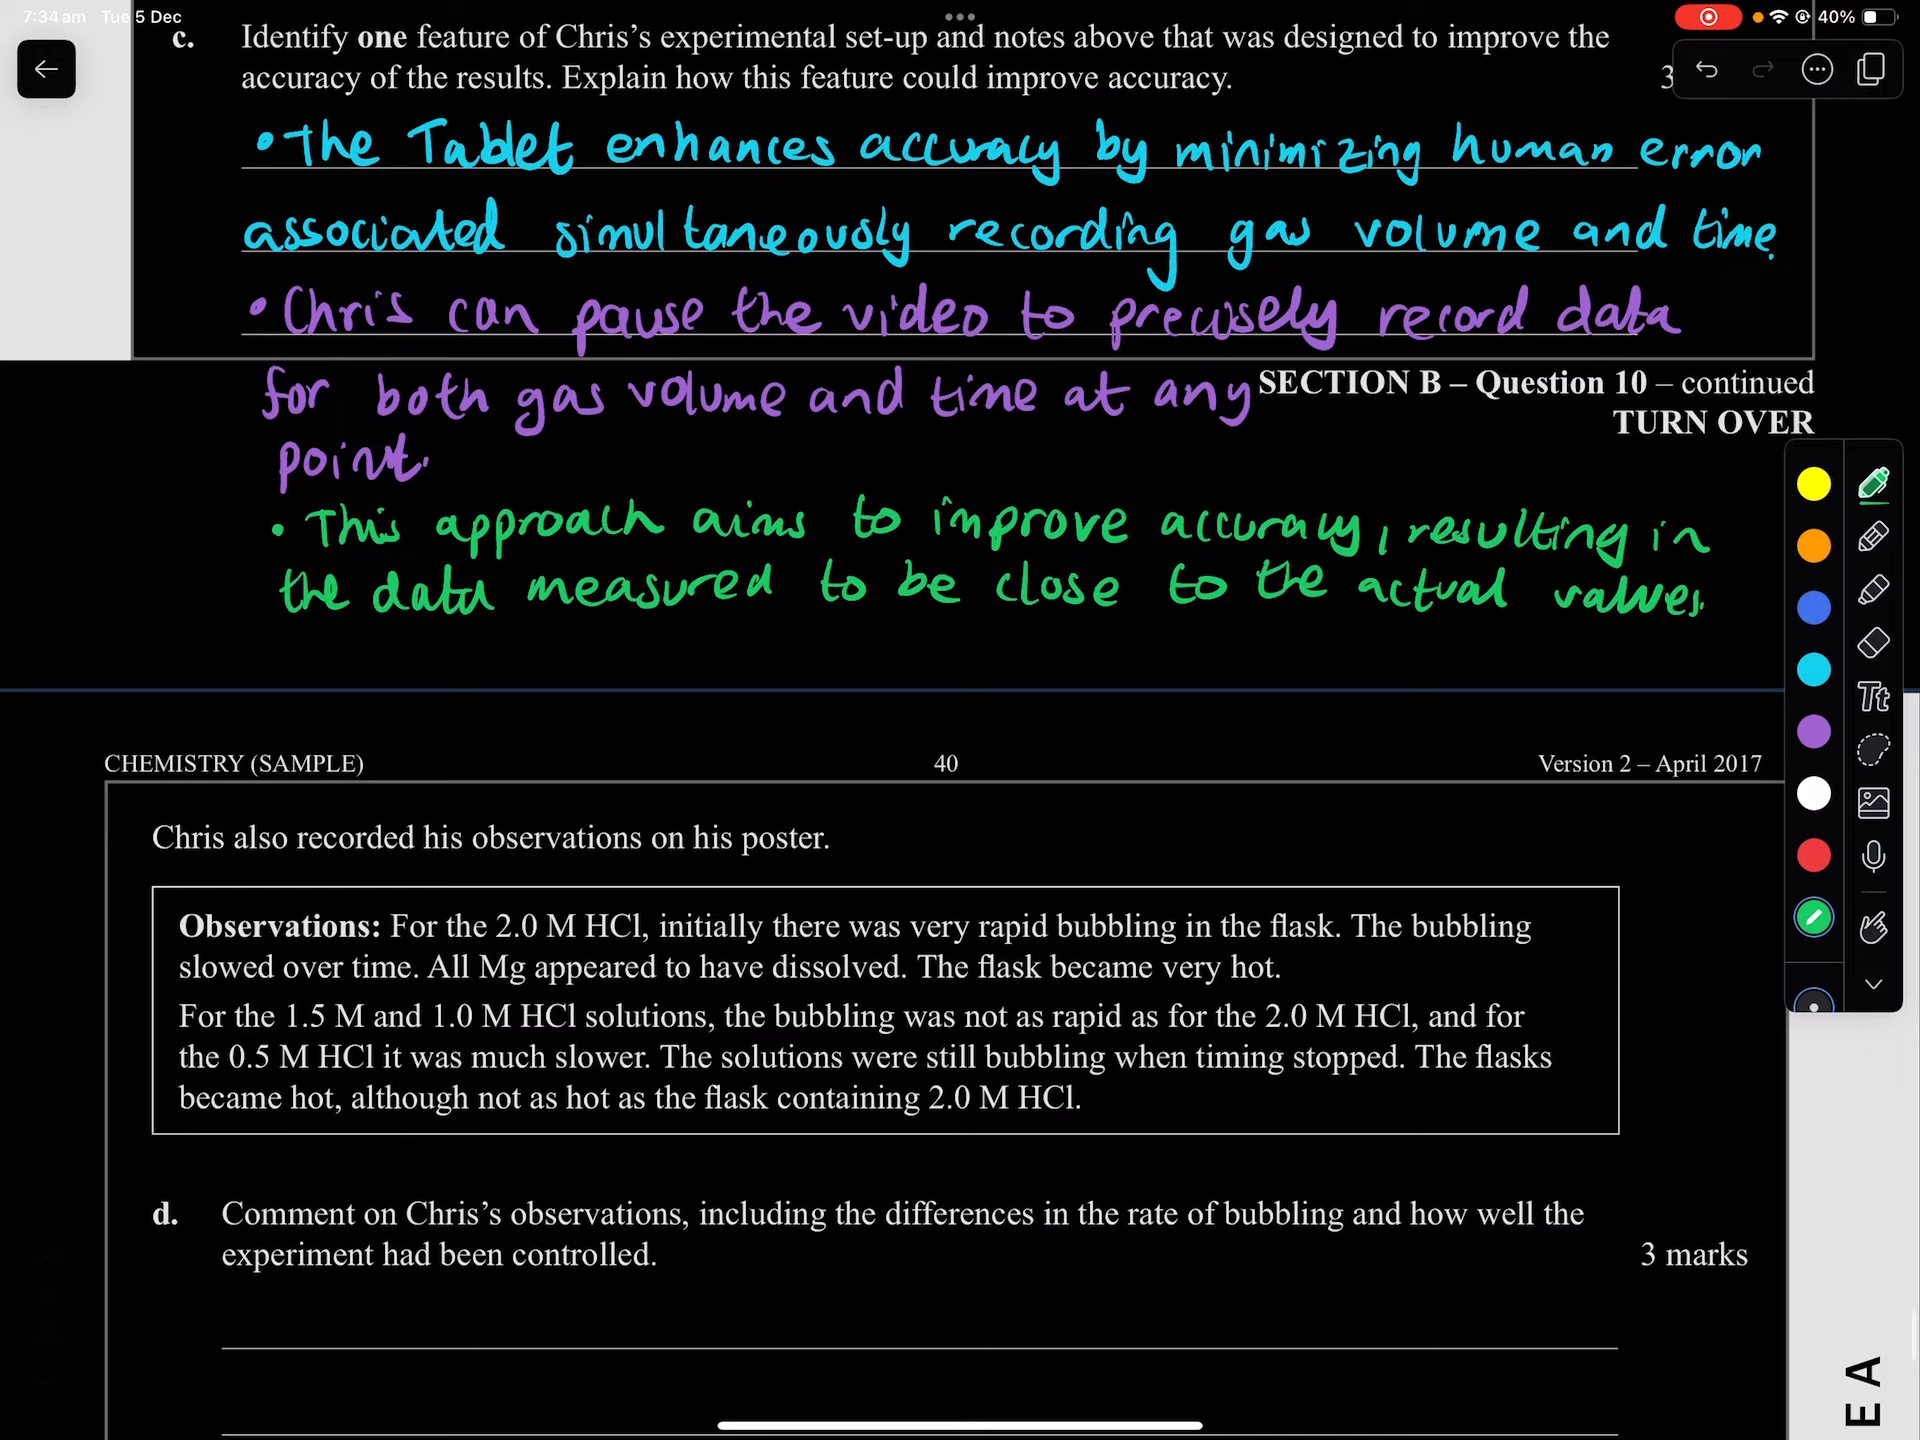 7:34 am Tue 5 Dec
40%
c. Identify one feature of Chris’s experimental set-up and notes above that was designed to improve the
accuracy of the results. Explain how this feature could improve accuracy.
3
•The Tablet enhances accuracy by minimizing human error
associated simultaneously recording gas volume and time.
•Chris can pause the video to precisely record data
for both gas volume and time at any
point.
SECTION B – Question 10 – continued
TURN OVER
• This approach aims to improve accuracy, resulting in
the data measured to be close to the actual values.
Tt
CHEMISTRY (SAMPLE) 40 Version 2 – April 2017
Chris also recorded his observations on his poster.
Observations: For the 2.0 M HCl, initially there was very rapid bubbling in the flask. The bubbling
slowed over time. All Mg appeared to have dissolved. The flask became very hot.
For the 1.5 M and 1.0 M HCl solutions, the bubbling was not as rapid as for the 2.0 M HCl, and for
the 0.5 M HCl it was much slower. The solutions were still bubbling when timing stopped. The flasks
became hot, although not as hot as the flask containing 2.0 M HCl.
d. Comment on Chris’s observations, including the differences in the rate of bubbling and how well the
experiment had been controlled.
3 marks
E A